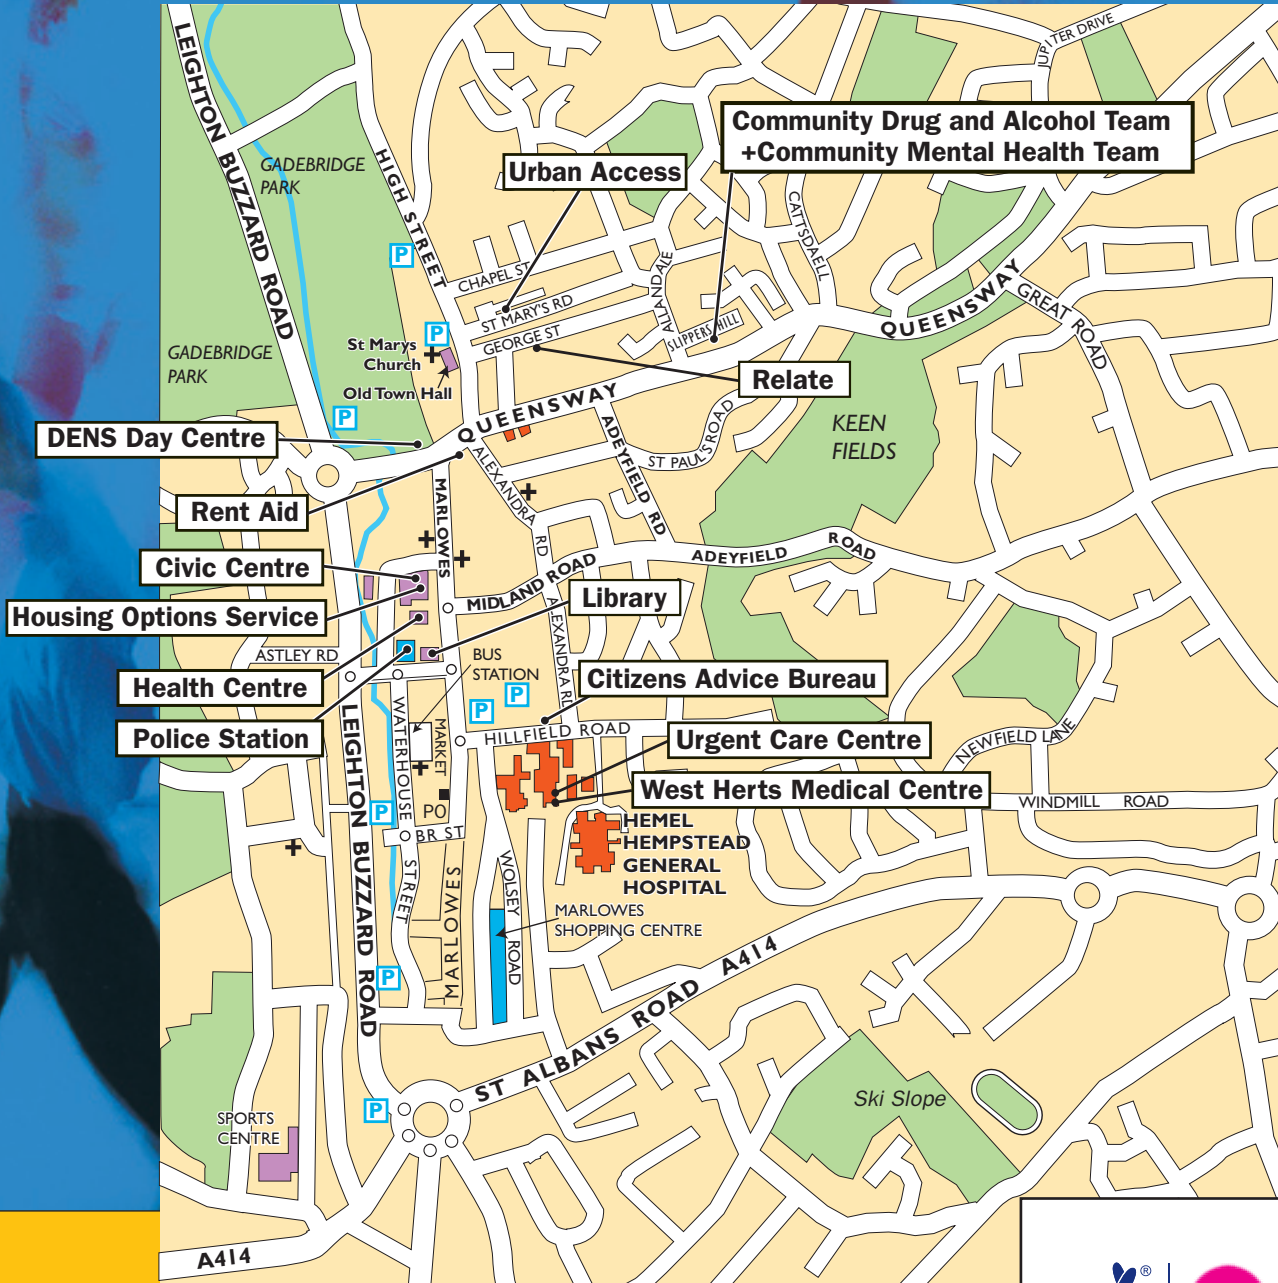 JUPITER DRIVE
LEIGHTON BUZZARD ROAD
GADEBRIDGE
PARK
HIGH STREET
Community Drug and Alcohol Team
+Community Mental Health Team
Urban Access
CATTSDAELL
P
CHAPEL ST
ALLANDALE
QUEENSWAY
GREAT ROAD
ST MARY'S RD
GEORGE ST
SLIPPERS HILL
P
St Marys
Church
GADEBRIDGE
PARK
Old Town Hall
Relate
P
KEEN
FIELDS
DENS Day Centre
QUEENSWAY
ADEYFIELD RD
ST PAUL'S ROAD
ALEXANDRA RD
Rent Aid
MARLOWES
ADEYFIELD ROAD
Civic Centre
MIDLAND ROAD
Library
Housing Options Service
ALEXANDRA RD
ASTLEY RD
BUS
STATION
Health Centre
Citizens Advice Bureau
P
P
Police Station
LEIGHTON BUZZARD ROAD
WATERHOUSE STREET
MARKET
HILLFIELD ROAD
Urgent Care Centre
NEWFIELD LANE
West Herts Medical Centre
WINDMILL ROAD
P
PO
BR ST
HEMEL
HEMPSTEAD
GENERAL
HOSPITAL
MARLOWES
WOLSEY ROAD
MARLOWES
SHOPPING CENTRE
P
ST ALBANS ROAD A414
Ski Slope
P
SPORTS
CENTRE
A414
®